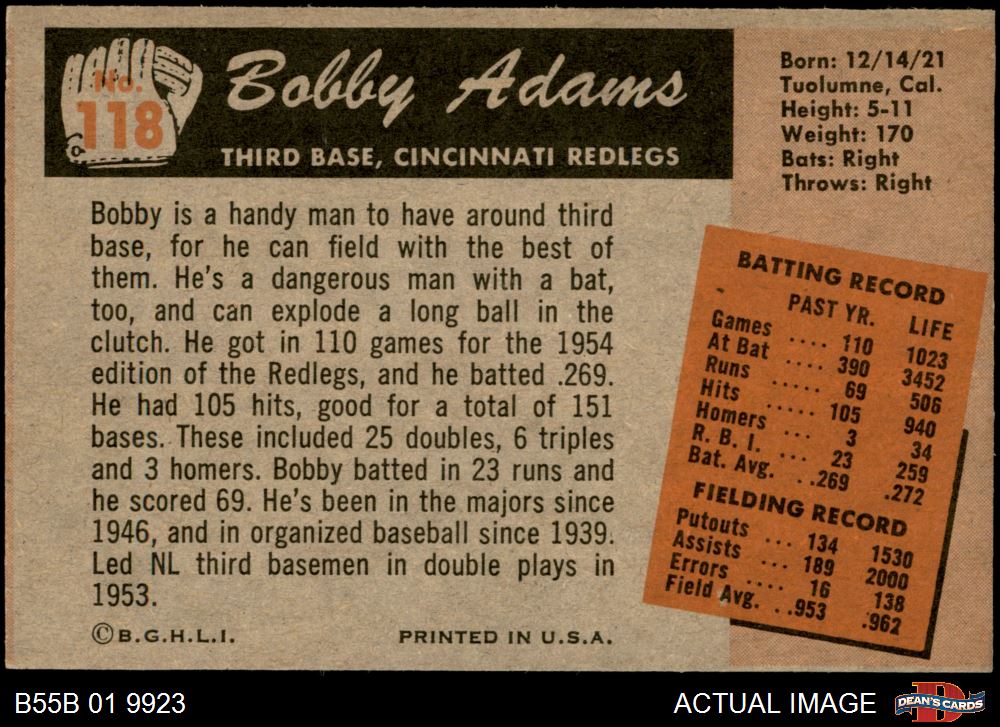 No.
118
Bobby Adams
THIRD BASE, CINCINNATI REDLEGS
Born: 12/14/21
Tuolumne, Cal.
Height: 5-11
Weight: 170
Bats: Right
Throws: Right
Bobby is a handy man to have around third
base, for he can field with the best of
them. He's a dangerous man with a bat,
too, and can explode a long ball in the
clutch. He got in 110 games for the 1954
edition of the Redlegs, and he batted .269.
He had 105 hits, good for a total of 151
bases. These included 25 doubles, 6 triples
and 3 homers. Bobby batted in 23 runs and
he scored 69. He's been in the majors since
1946, and in organized baseball since 1939.
Led NL third basemen in double plays in
1953.
BATTING RECORD
PAST YR. LIFE
Games .... 110 1023
At Bat .... 390 3452
Runs ..... 69 506
Hits ..... 105 940
Homers ... 3 34
R. B. I. ... 23 259
Bat. Avg. ..269 .272
FIELDING RECORD
Putouts ... 134 1530
Assists ... 189 2000
Errors .... 16 138
Field Avg. ..953 .962
©B.G.H.L.I. PRINTED IN U.S.A.
B55B 01 9923 ACTUAL IMAGE
D
DEAN'S CARDS